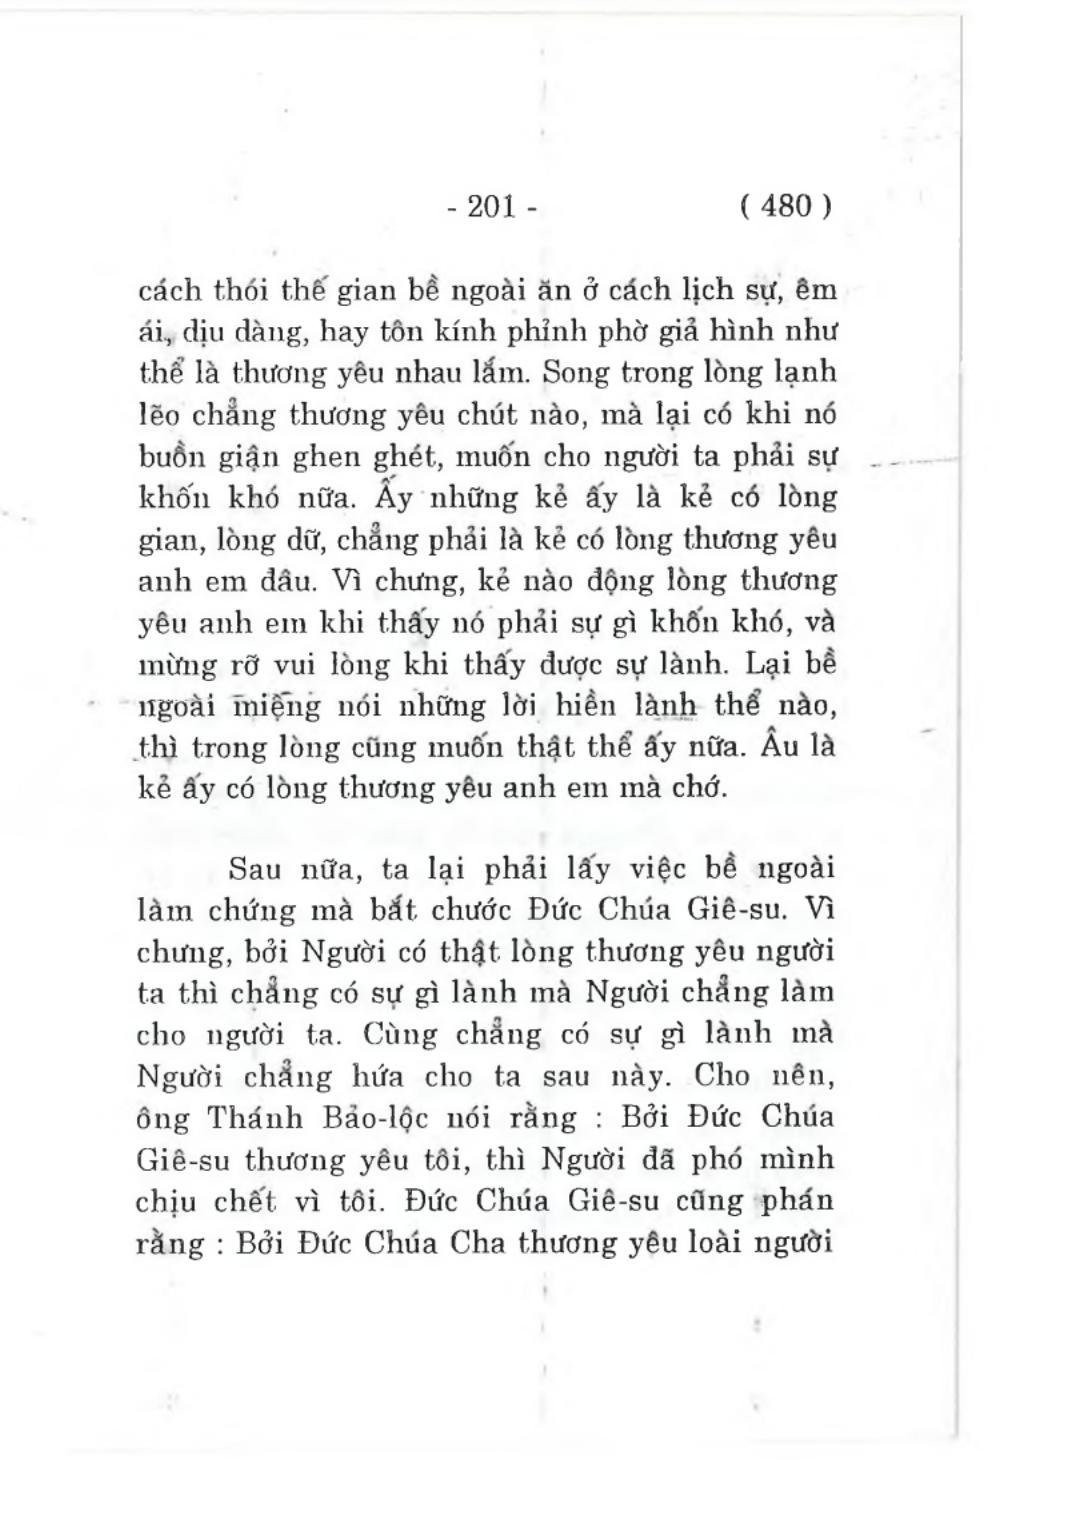 - 201 - ( 480 )
cách thói thế gian bề ngoài ăn ở cách lịch sự, êm
ái, dịu dàng, hay tôn kính phỉnh phờ giả hình như
thể là thương yêu nhau lắm. Song trong lòng lạnh
lẽo chẳng thương yêu chút nào, mà lại có khi nó
buồn giận ghen ghét, muốn cho người ta phải sự
khốn khó nữa. Ấy những kẻ ấy là kẻ có lòng
gian, lòng dữ, chẳng phải là kẻ có lòng thương yêu
anh em đâu. Vì chưng, kẻ nào động lòng thương
yêu anh em khi thấy nó phải sự gì khốn khó, và
mừng rỡ vui lòng khi thấy được sự lành. Lại bề
ngoài miệng nói những lời hiền lành thể nào,
thì trong lòng cũng muốn thật thể ấy nữa. Âu là
kẻ ấy có lòng thương yêu anh em mà chớ.
Sau nữa, ta lại phải lấy việc bề ngoài
làm chứng mà bắt chước Đức Chúa Giê-su. Vì
chưng, bởi Người có thật lòng thương yêu người
ta thì chẳng có sự gì lành mà Người chẳng làm
cho người ta. Cùng chẳng có sự gì lành mà
Người chẳng hứa cho ta sau này. Cho nên,
ông Thánh Bảo-lộc nói rằng : Bởi Đức Chúa
Giê-su thương yêu tôi, thì Người đã phó mình
chịu chết vì tôi. Đức Chúa Giê-su cũng phán
rằng : Bởi Đức Chúa Cha thương yêu loài người